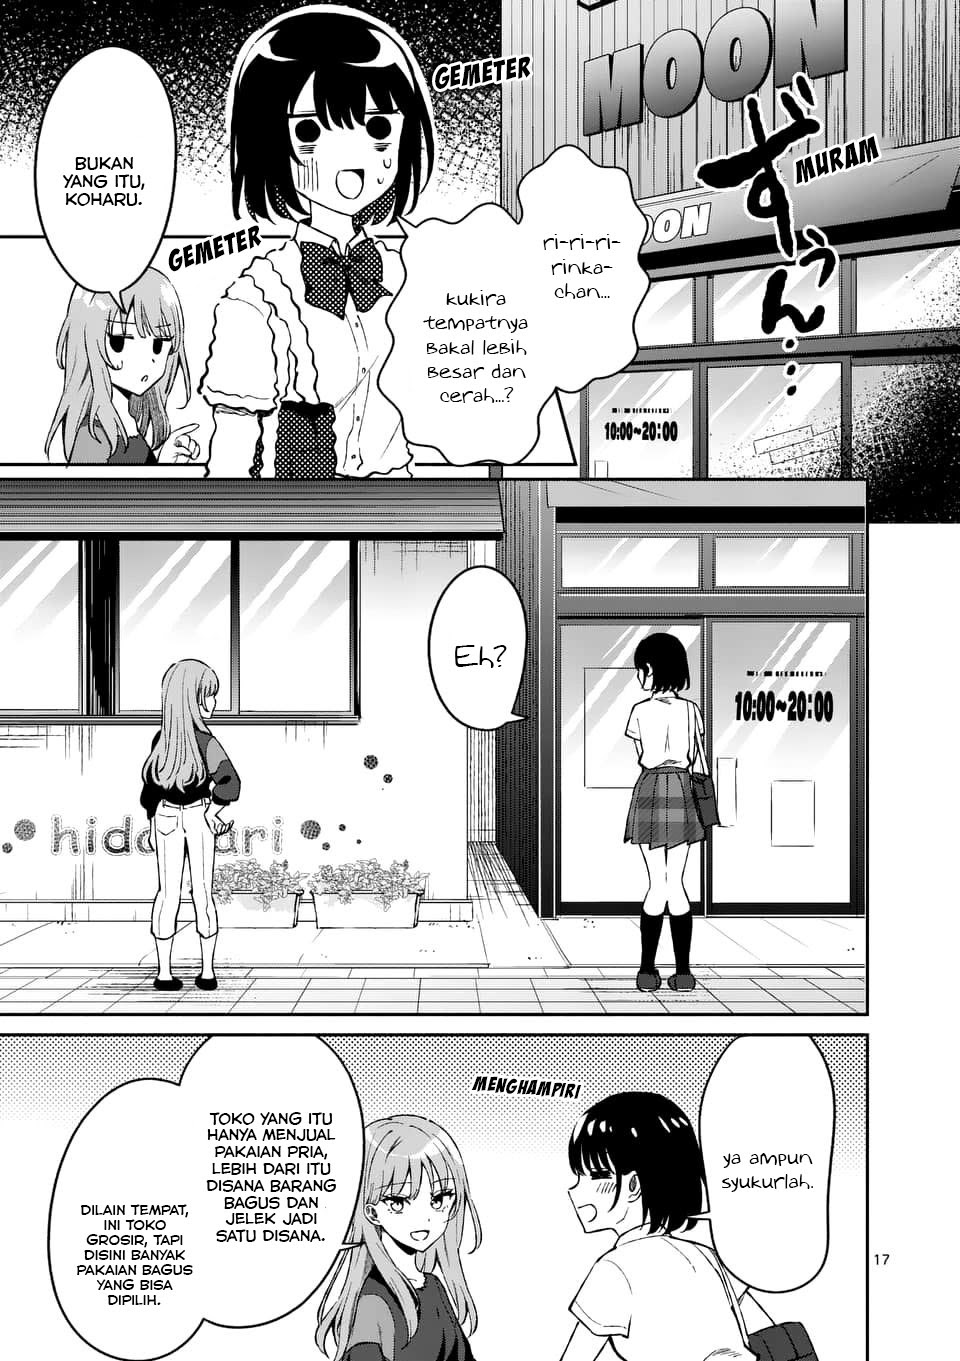 MOON
MOON
ずぅん…
MURAM
10:00~20:00
ri-ri-ri-
rinka-
chan...
kukira
tempatnya
Bakal lebih
Besar dan
cerah...?
GEMETER
GEMETER
BUKAN
YANG ITU,
KOHARU.
Eh?
10:00~20:00
MENGHAMPIRI
ya ampun
syukurlah.
TOKO YANG ITU
HANYA MENJUAL
PAKAIAN PRIA,
LEBIH DARI ITU
DISANA BARANG
BAGUS DAN
JELEK JADI
SATU DISANA.
DILAIN TEMPAT,
INI TOKO
GROSIR, TAPI
DISINI BANYAK
PAKAIAN BAGUS
YANG BISA
DIPILIH.
17